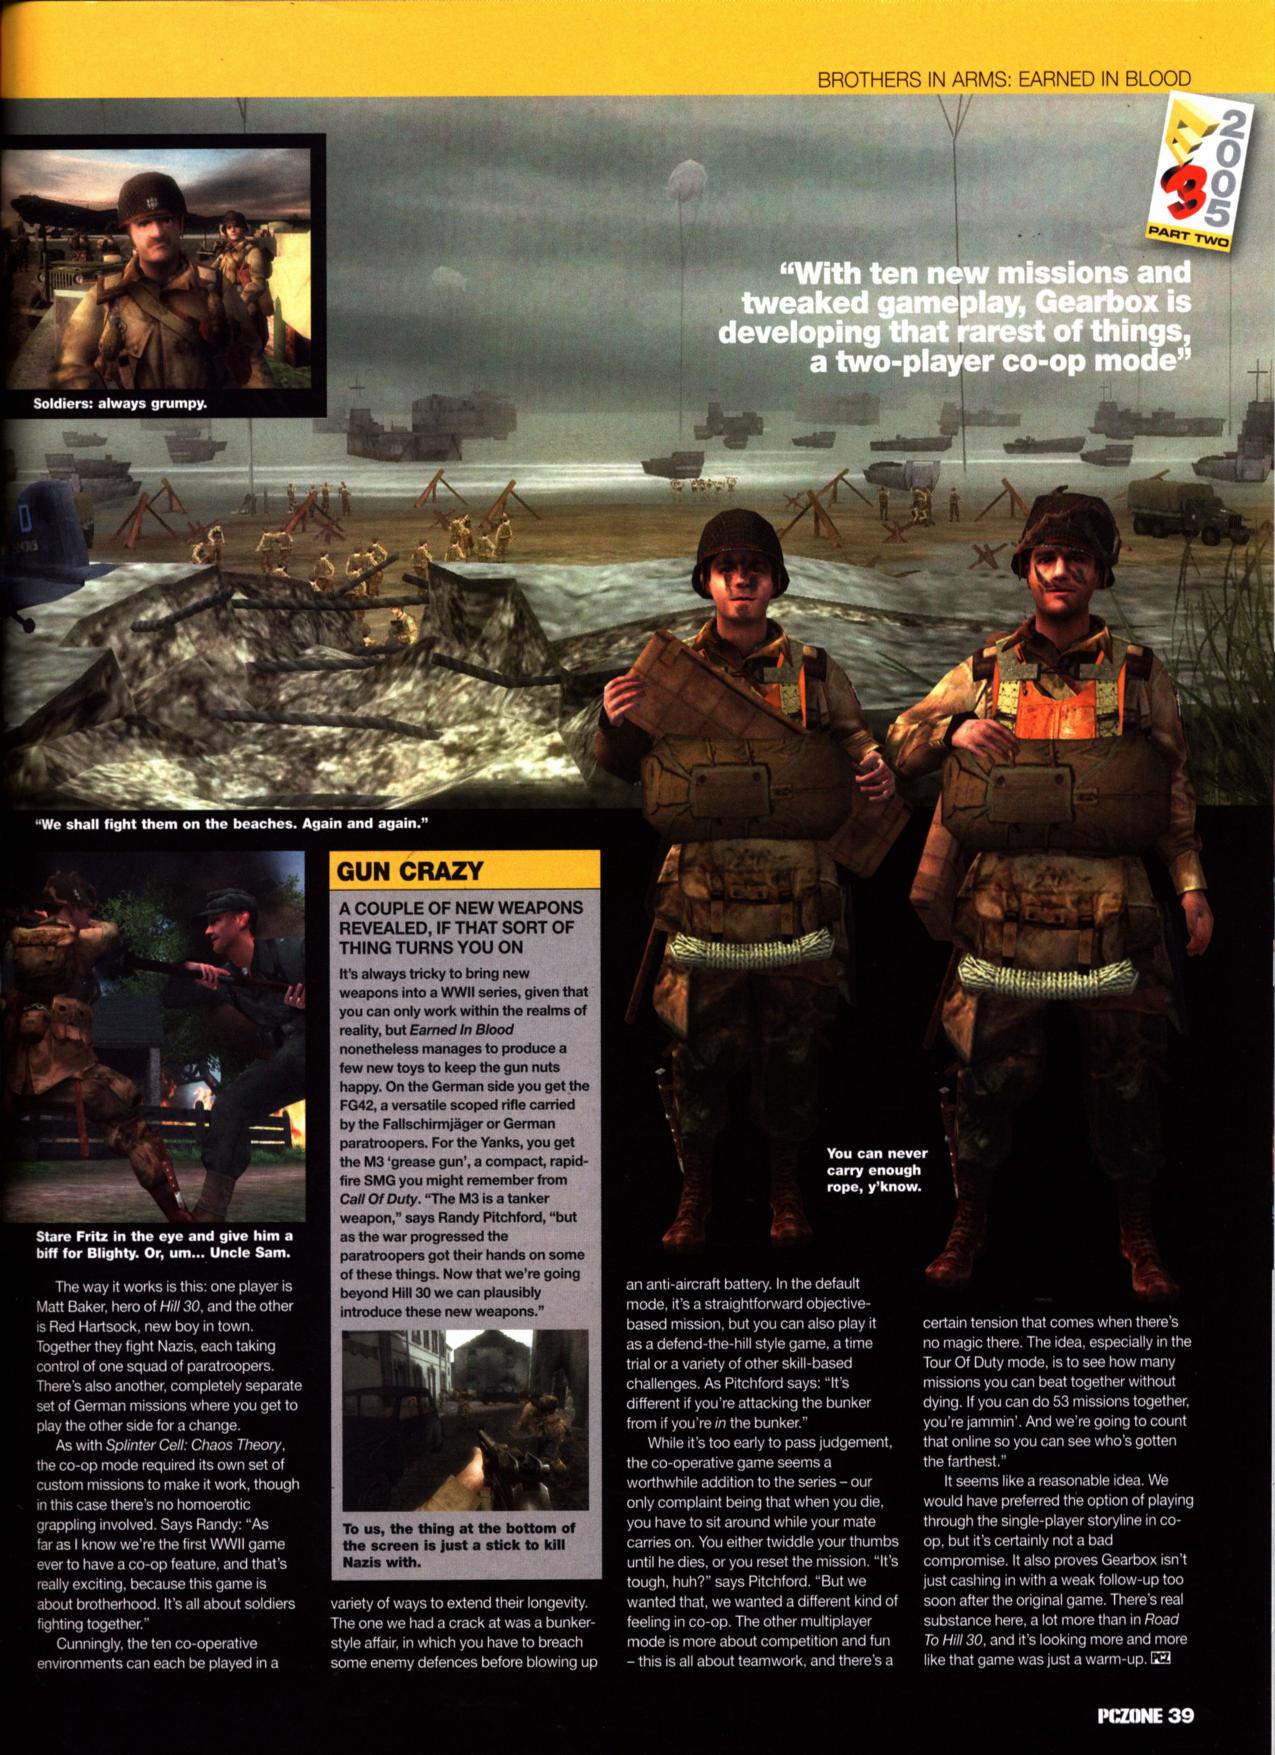 BROTHERS IN ARMS: EARNED IN BLOOD
E3
2005
PART TWO
“With ten new missions and
tweaked gameplay, Gearbox is
developing that rarest of things,
a two-player co-op mode”
Soldiers: always grumpy.
“We shall fight them on the beaches. Again and again.”
Stare Fritz in the eye and give him a
biff for Blighty. Or, um... Uncle Sam.
The way it works is this: one player is
Matt Baker, hero of Hill 30, and the other
is Red Hartsock, new boy in town.
Together they fight Nazis, each taking
control of one squad of paratroopers.
There’s also another, completely separate
set of German missions where you get to
play the other side for a change.
As with Splinter Cell: Chaos Theory,
the co-op mode required its own set of
custom missions to make it work, though
in this case there’s no homoerotic
grappling involved. Says Randy: “As
far as I know we’re the first WWII game
ever to have a co-op feature, and that’s
really exciting, because this game is
about brotherhood. It’s all about soldiers
fighting together.”
Cunningly, the ten co-operative
environments can each be played in a
GUN CRAZY
A COUPLE OF NEW WEAPONS
REVEALED, IF THAT SORT OF
THING TURNS YOU ON
It’s always tricky to bring new
weapons into a WWII series, given that
you can only work within the realms of
reality, but Earned In Blood
nonetheless manages to produce a
few new toys to keep the gun nuts
happy. On the German side you get the
FG42, a versatile scoped rifle carried
by the Fallschirmjäger or German
paratroopers. For the Yanks, you get
the M3 ‘grease gun’, a compact, rapid-
fire SMG you might remember from
Call Of Duty. “The M3 is a tanker
weapon,” says Randy Pitchford, “but
as the war progressed the
paratroopers got their hands on some
of these things. Now that we’re going
beyond Hill 30 we can plausibly
introduce these new weapons.”
To us, the thing at the bottom of
the screen is just a stick to kill
Nazis with.
variety of ways to extend their longevity.
The one we had a crack at was a bunker-
style affair, in which you have to breach
some enemy defences before blowing up
You can never
carry enough
rope, y’know.
an anti-aircraft battery. In the default
mode, it’s a straightforward objective-
based mission, but you can also play it
as a defend-the-hill style game, a time
trial or a variety of other skill-based
challenges. As Pitchford says: “It’s
different if you’re attacking the bunker
from if you’re in the bunker.”
While it’s too early to pass judgement,
the co-operative game seems a
worthwhile addition to the series – our
only complaint being that when you die,
you have to sit around while your mate
carries on. You either twiddle your thumbs
until he dies, or you reset the mission. “It’s
tough, huh?” says Pitchford. “But we
wanted that, we wanted a different kind of
feeling in co-op. The other multiplayer
mode is more about competition and fun
– this is all about teamwork, and there’s a
certain tension that comes when there’s
no magic there. The idea, especially in the
Tour Of Duty mode, is to see how many
missions you can beat together without
dying. If you can do 53 missions together,
you’re jammin’. And we’re going to count
that online so you can see who’s gotten
the farthest.”
It seems like a reasonable idea. We
would have preferred the option of playing
through the single-player storyline in co-
op, but it’s certainly not a bad
compromise. It also proves Gearbox isn’t
just cashing in with a weak follow-up too
soon after the original game. There’s real
substance here, a lot more than in Road
To Hill 30, and it’s looking more and more
like that game was just a warm-up. PCZ
PCZONE 39